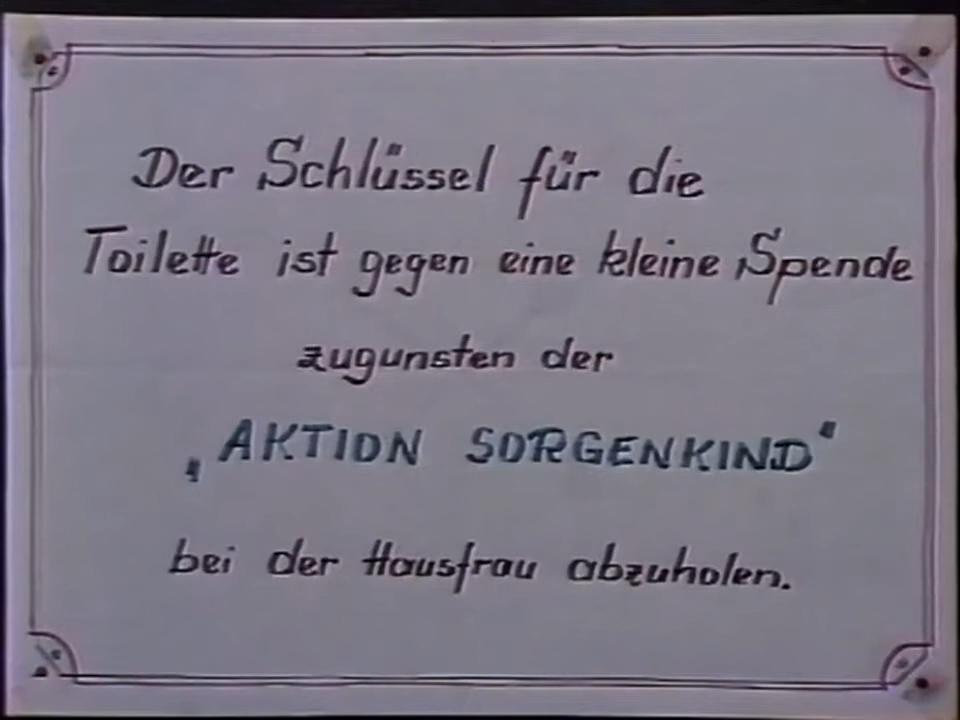 Der Schlüssel für die
Toilette ist gegen eine kleine Spende
zugunsten der
„AKTION SORGENKIND“
bei der Hausfrau abzuholen.